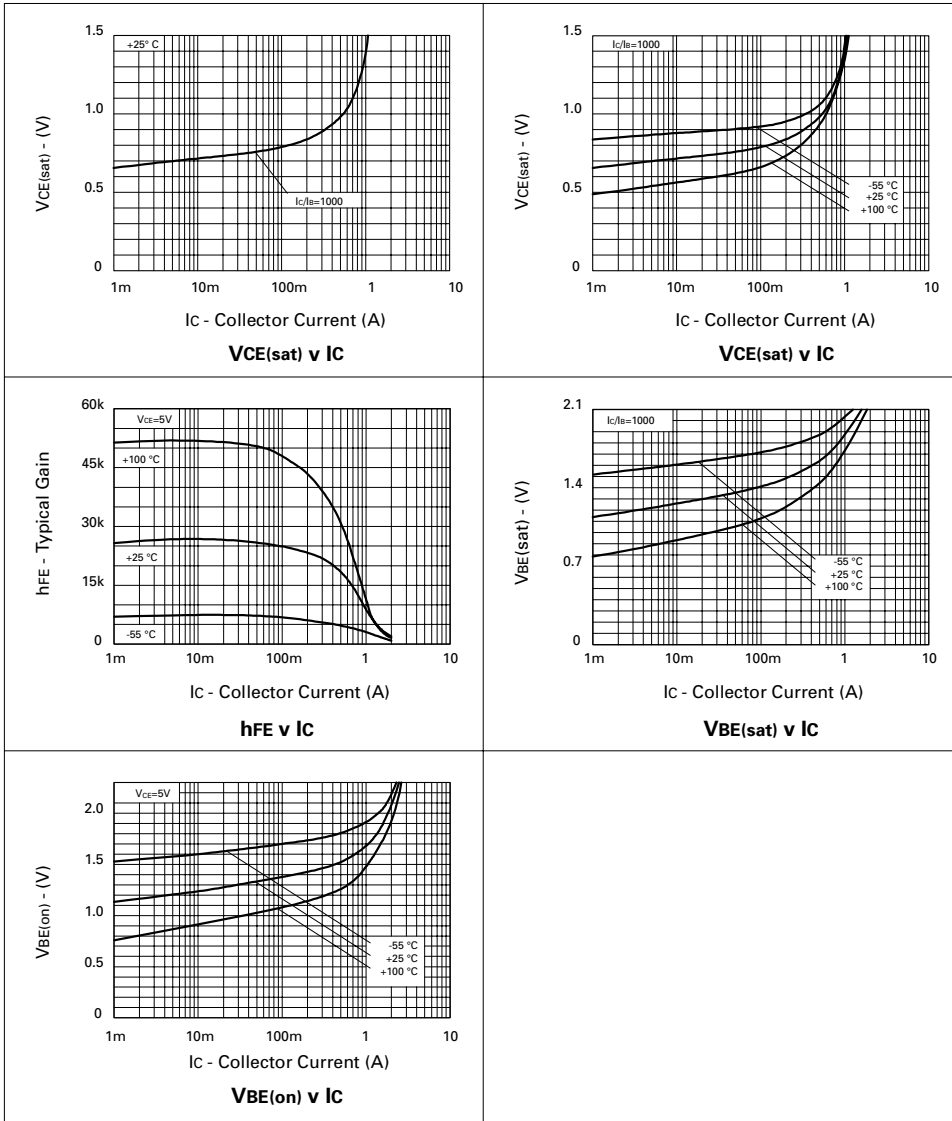 1.5
+25° C
1.0
0.5
0
IC/IB=1000
VCE(sat) - (V)
1m 10m 100m 1 10
IC - Collector Current (A)
VCE(sat) v IC
1.5
IC/IB=1000
1.0
0.5
0
-55 °C
+25 °C
+100 °C
VCE(sat) - (V)
1m 10m 100m 1 10
IC - Collector Current (A)
VCE(sat) v IC
60k
VCE=5V
+100 °C
45k
30k
+25 °C
15k
-55 °C
0
hFE - Typical Gain
1m 10m 100m 1 10
IC - Collector Current (A)
hFE v IC
2.1
IC/IB=1000
1.4
0.7
0
-55 °C
+25 °C
+100 °C
VBE(sat) - (V)
1m 10m 100m 1 10
IC - Collector Current (A)
VBE(sat) v IC
VCE=5V
2.0
1.5
1.0
0.5
0
-55 °C
+25 °C
+100 °C
VBE(on) - (V)
1m 10m 100m 1 10
IC - Collector Current (A)
VBE(on) v IC